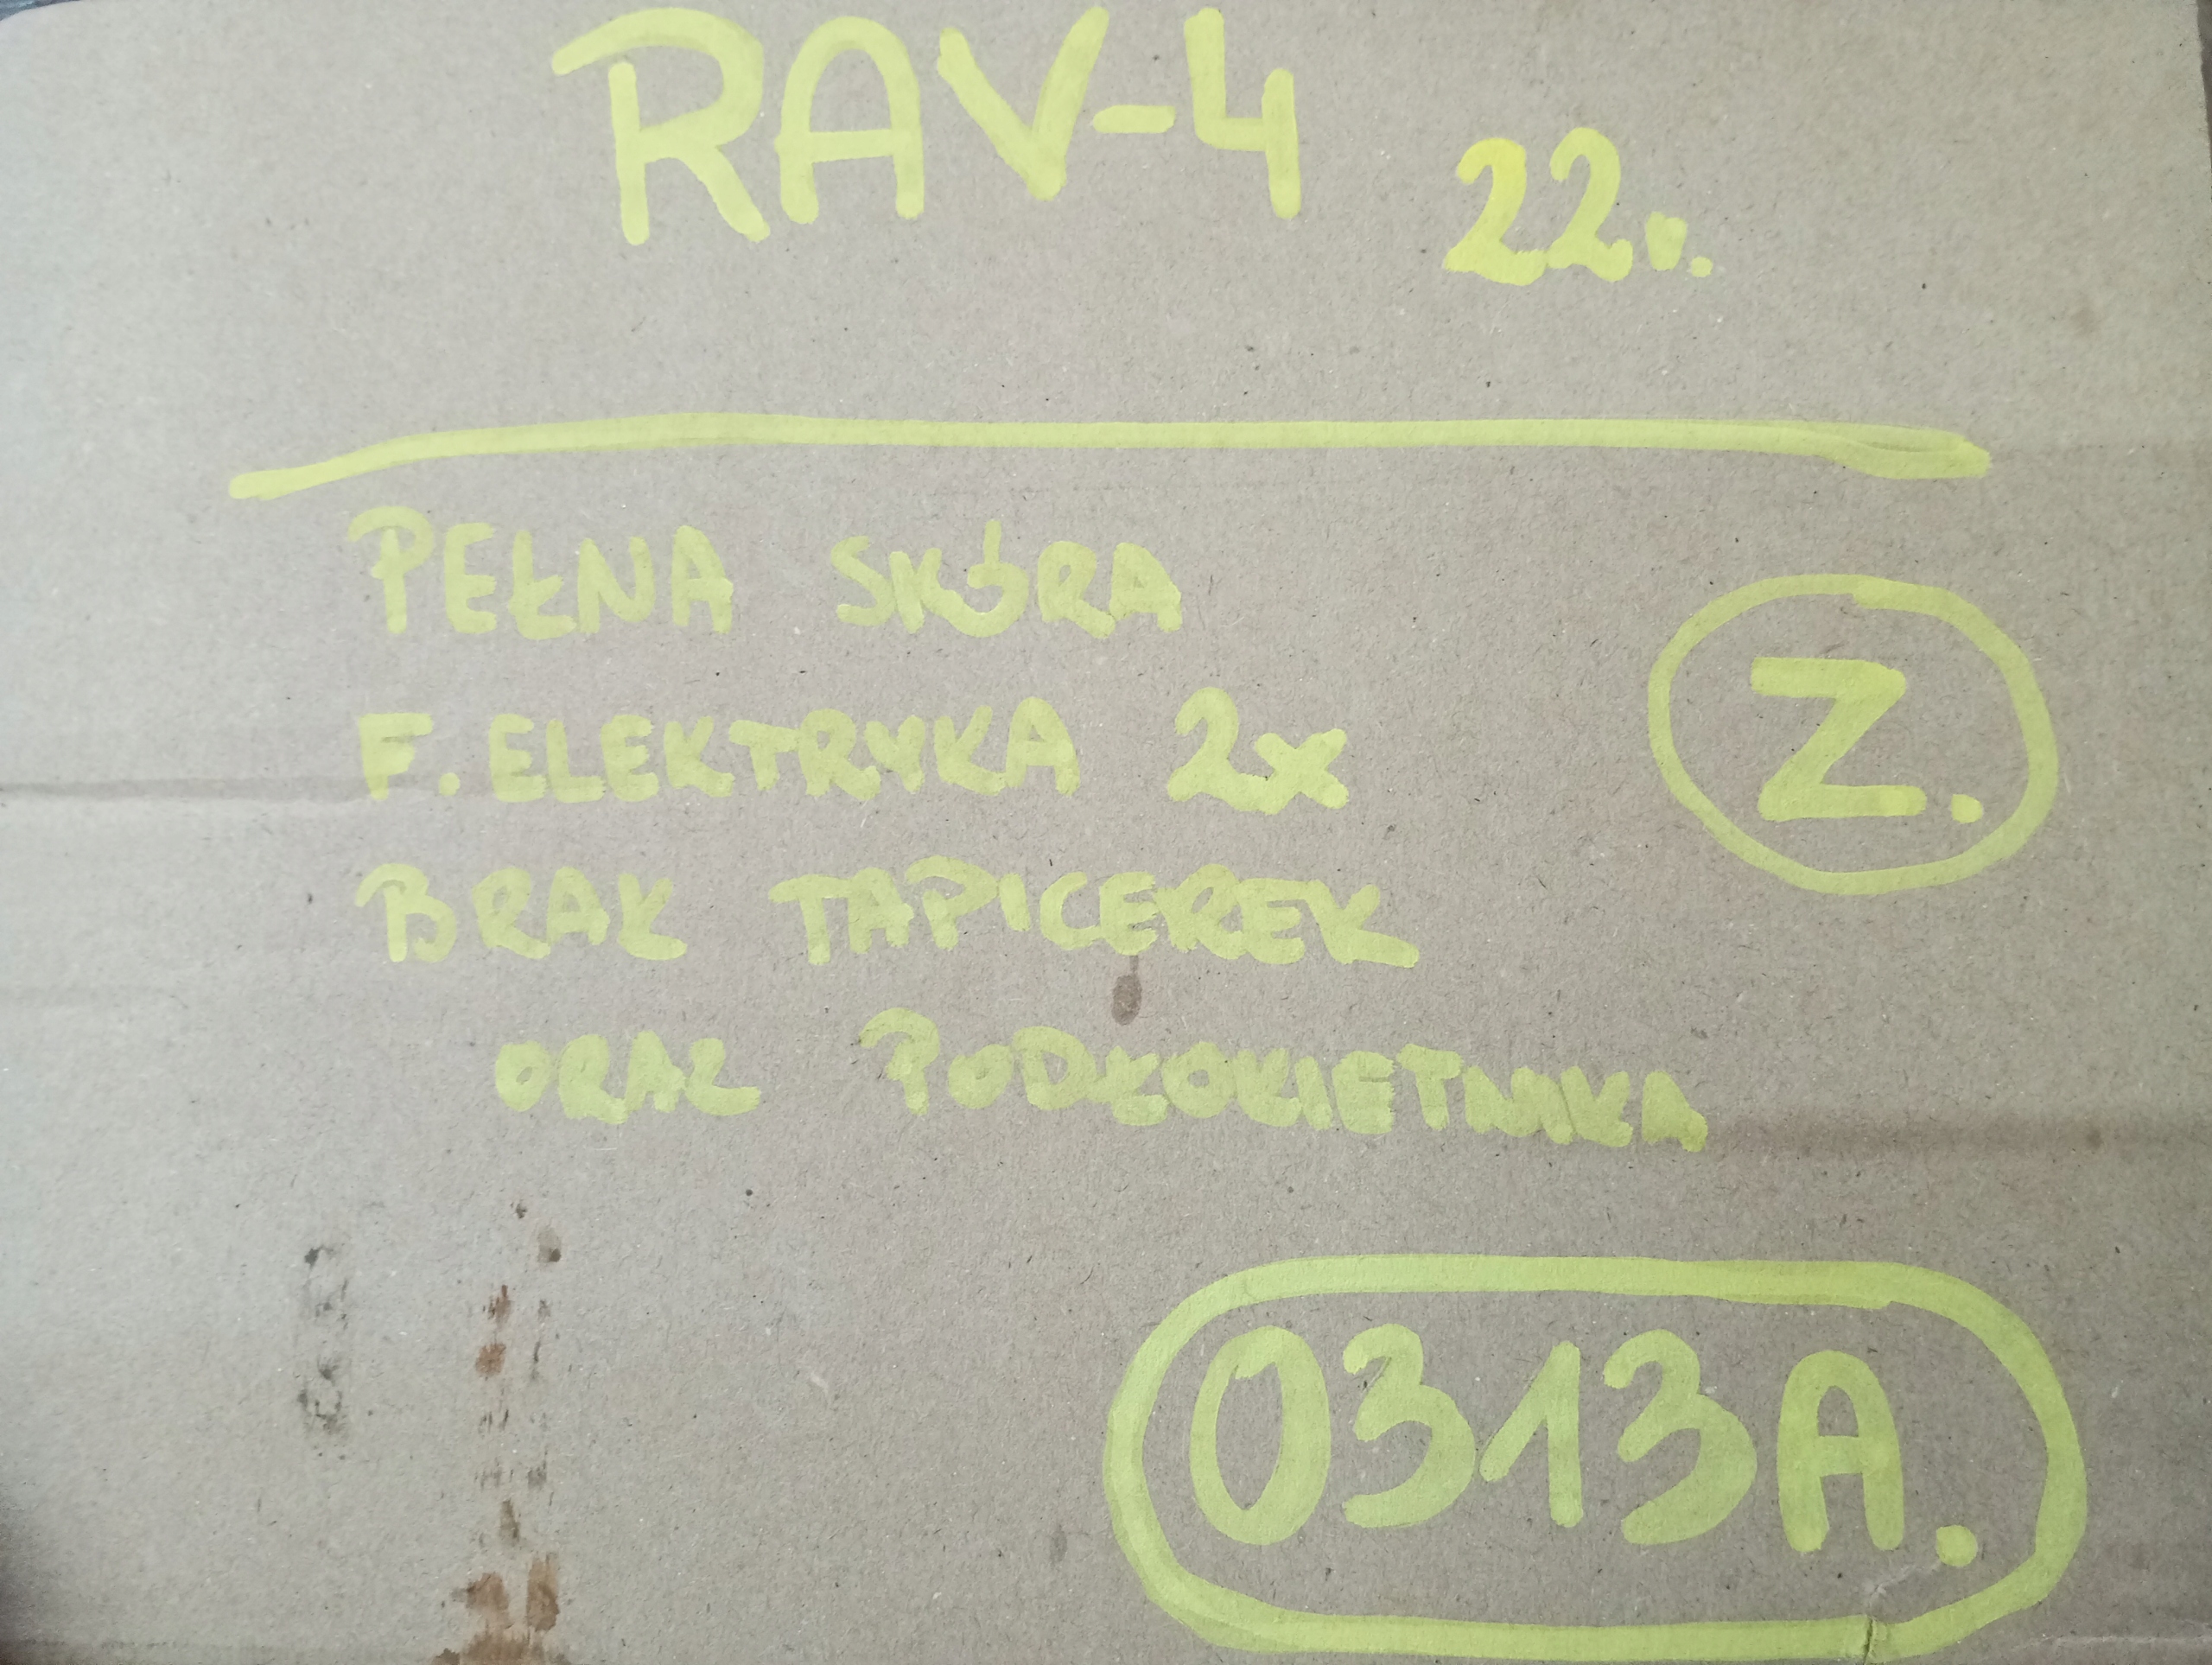 RAV-4 22r.
PEŁNA SKÓRA
F. ELEKTRYKA 2x
Z.
BRAK TAPICEREK
ORAZ PODŁOKIETNIKA
0313A.